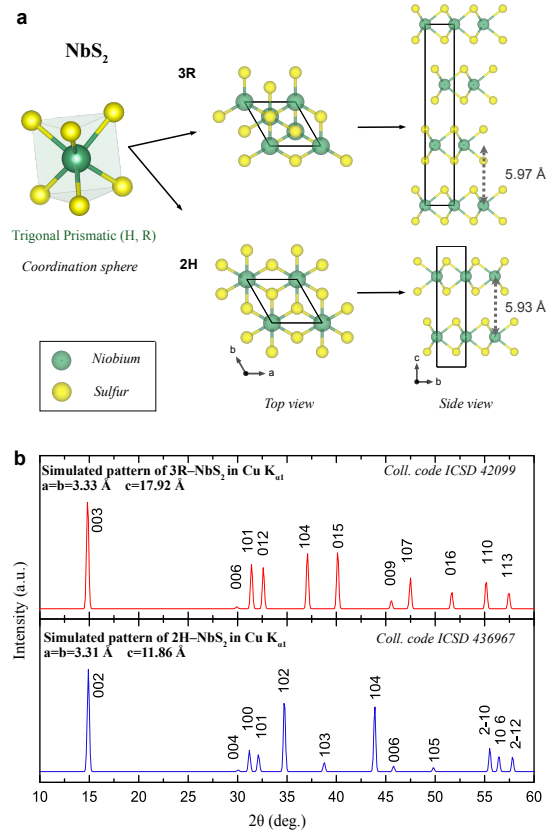 a
NbS2
3R
5.97 Å
Trigonal Prismatic (H, R)
Coordination sphere
2H
5.93 Å
Niobium
Sulfur
b
a
c
b
Top view
Side view
b
Simulated pattern of 3R–NbS2 in Cu Kα1
Coll. code ICSD 42099
a=b=3.33 Å c=17.92 Å
003
006
101
012
104
015
009
107
016
110
113
Simulated pattern of 2H–NbS2 in Cu Kα1
Coll. code ICSD 436967
a=b=3.31 Å c=11.86 Å
002
004
100
101
102
103
104
006
105
2-10
10 6
2-12
Intensity (a.u.)
10 15 20 25 30 35 40 45 50 55 60
2θ (deg.)